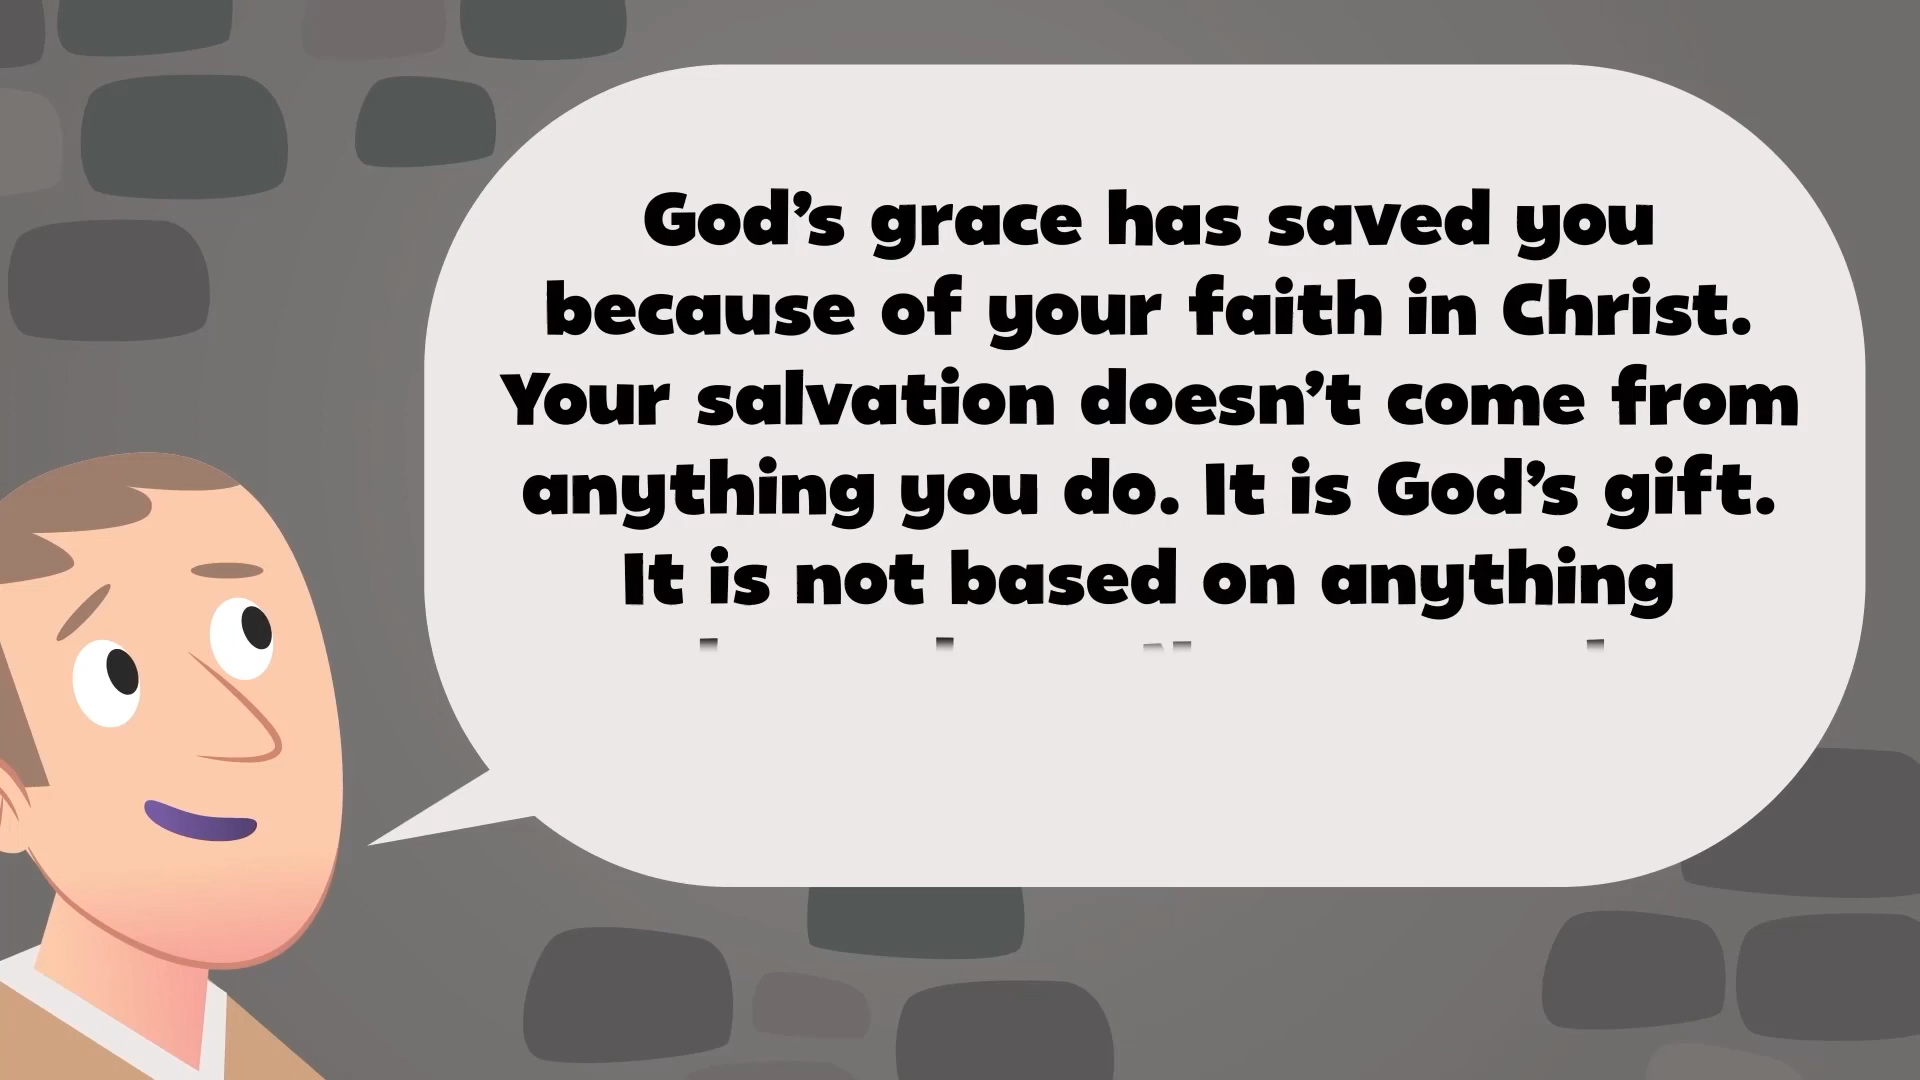 God’s grace has saved you
because of your faith in Christ.
Your salvation doesn’t come from
anything you do. It is God’s gift.
It is not based on anything